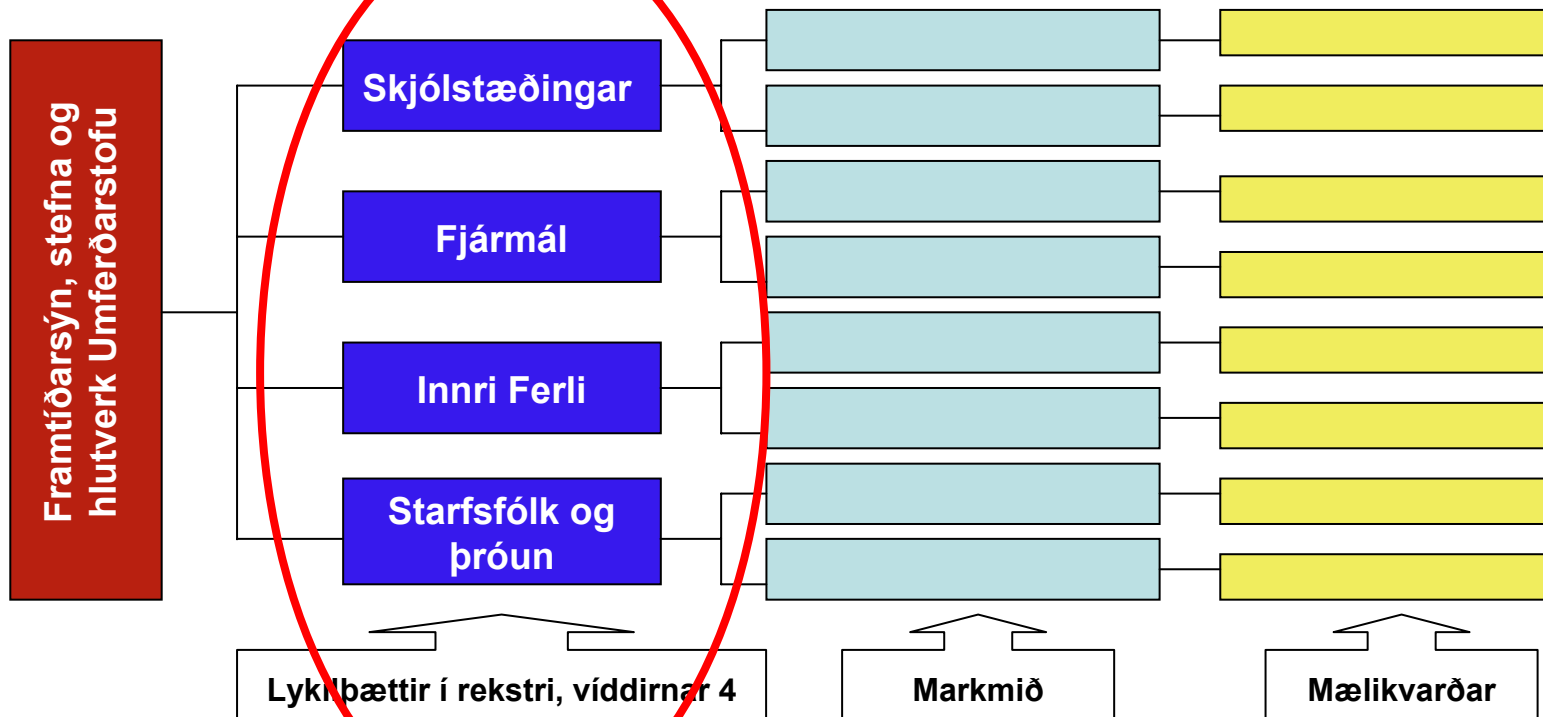 Framtíðarsýn, stefna og
hlutverk Umferðarstofu
Skjólstæðingar
Fjármál
Innri Ferli
Starfsfólk og
þróun
Lykilþættir í rekstri, víddirnar 4
Markmið
Mælikvarðar